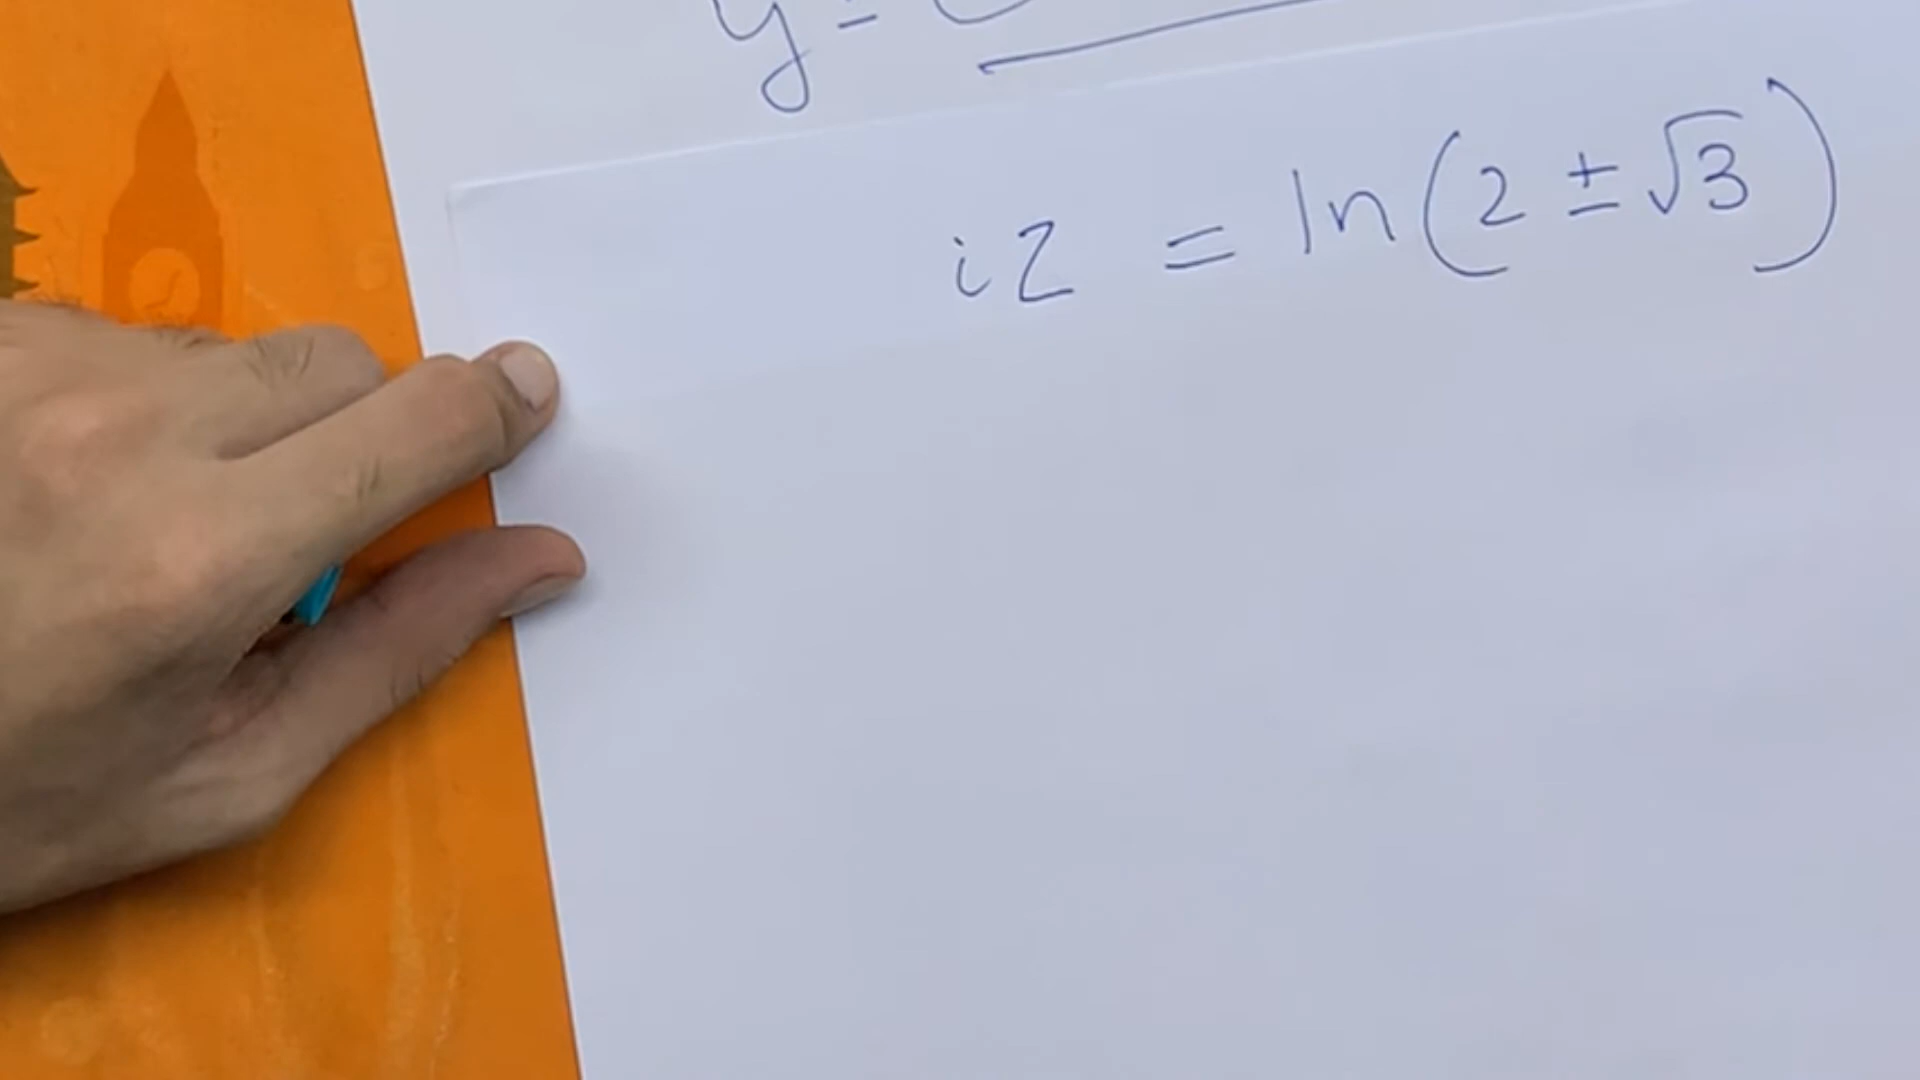 y =
iz = ln(2 ± √3)